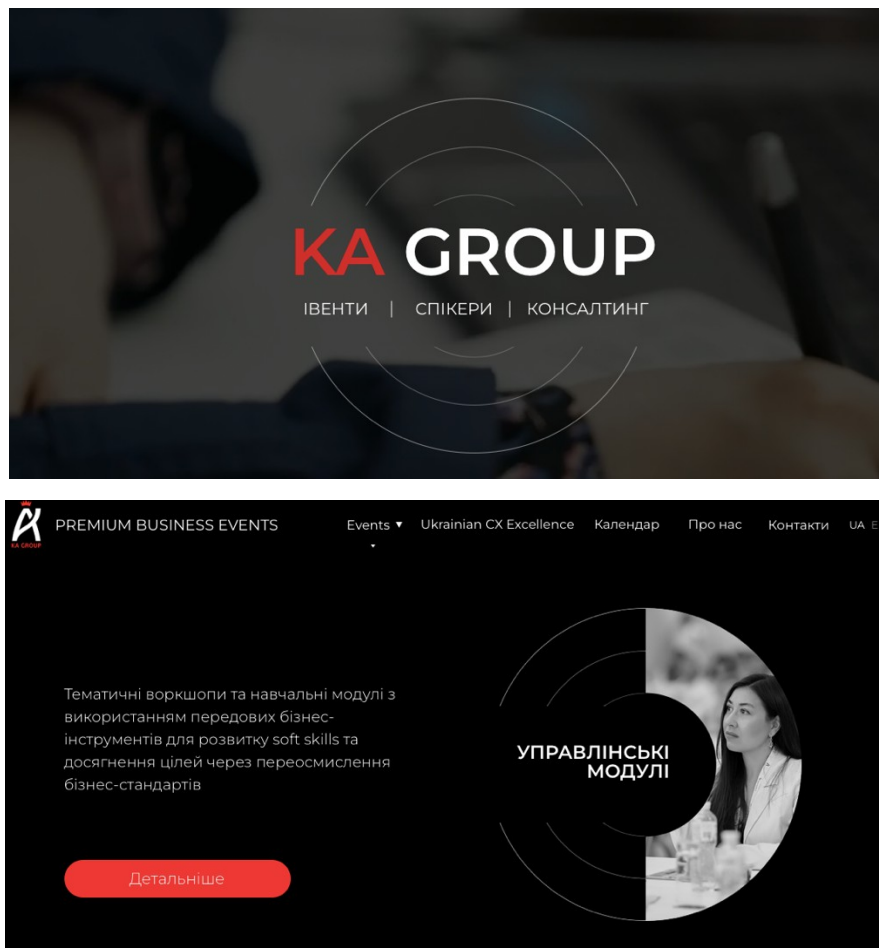 KA GROUP
ІВЕНТИ | СПІКЕРИ | КОНСАЛТИНГ
KA GROUP
PREMIUM BUSINESS EVENTS
Events ▼
Ukrainian CX Excellence
Календар
Про нас
Контакти
UA E
Тематичні воркшопи та навчальні модулі з
використанням передових бізнес-
інструментів для розвитку soft skills та
досягнення цілей через переосмислення
бізнес-стандартів
УПРАВЛІНСЬКІ
МОДУЛІ
Детальніше